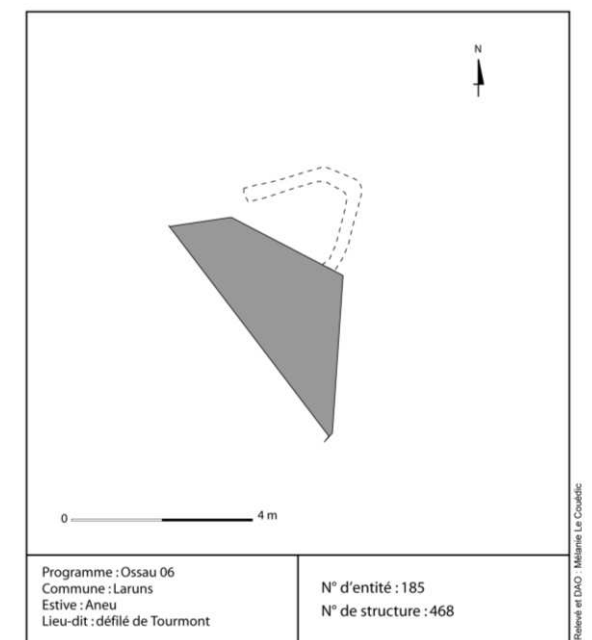 N
0
4 m
Programme : Ossau 06
Commune : Laruns
Estive : Aneu
Lieu-dit : défilé de Tourmont
N° d'entité : 185
N° de structure : 468
Relevé et DAO : Mélanie Le Couédic